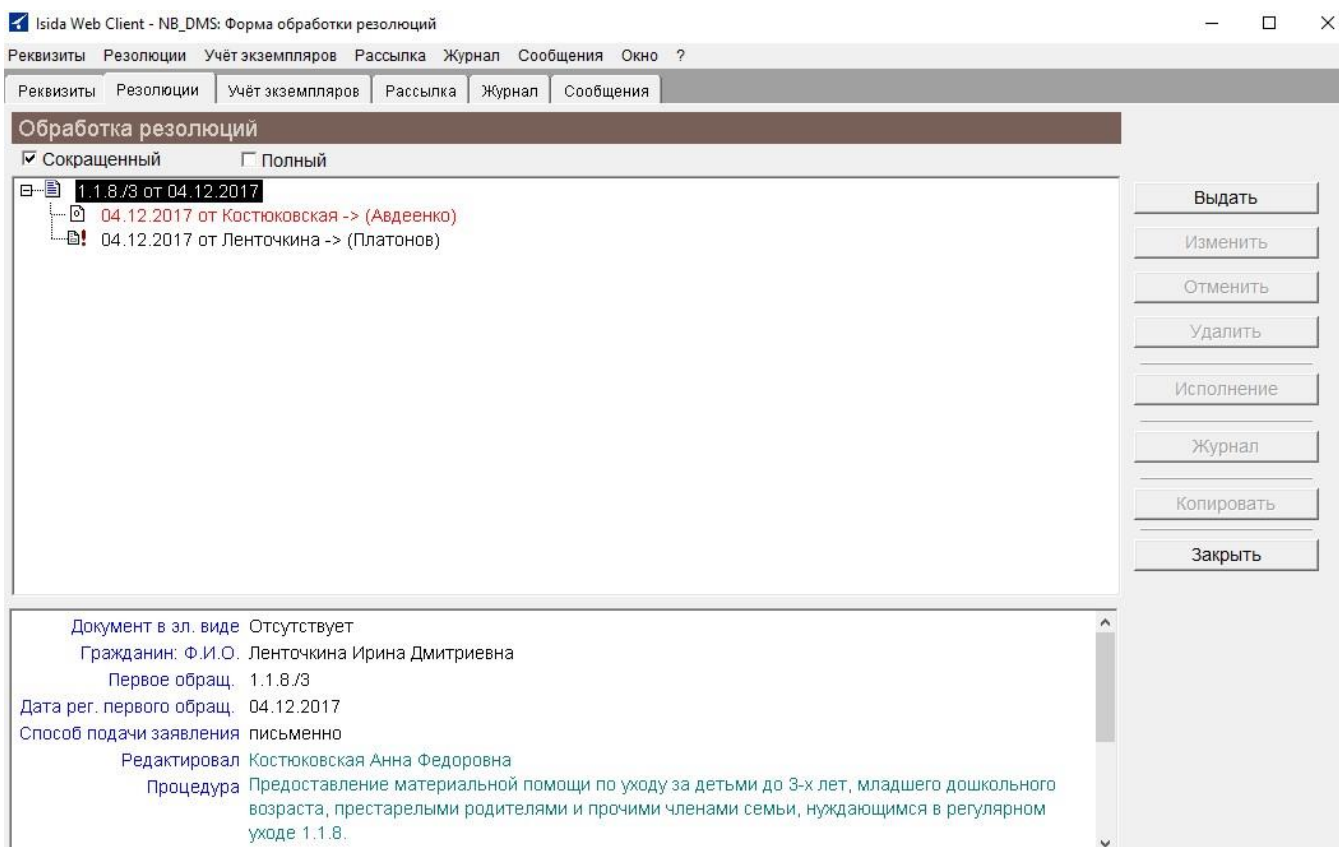 Isida Web Client - NB_DMS: Форма обработки резолюций
Реквизиты Резолюции Учёт экземпляров Рассылка Журнал Сообщения Окно ?
Реквизиты Резолюции Учёт экземпляров Рассылка Журнал Сообщения
Обработка резолюций
Сокращенный Полный
1.1.8./3 от 04.12.2017
04.12.2017 от Костюковская -> (Авдеенко)
04.12.2017 от Ленточкина -> (Платонов)
Выдать
Изменить
Отменить
Удалить
Исполнение
Журнал
Копировать
Закрыть
Документ в эл. виде Отсутствует
Гражданин: Ф.И.О. Ленточкина Ирина Дмитриевна
Первое обращ. 1.1.8./3
Дата рег. первого обращ. 04.12.2017
Способ подачи заявления письменно
Редактировал Костюковская Анна Федоровна
Процедура Предоставление материальной помощи по уходу за детьми до 3-х лет, младшего дошкольного
возраста, престарелыми родителями и прочими членами семьи, нуждающимся в регулярном
уходе 1.1.8.